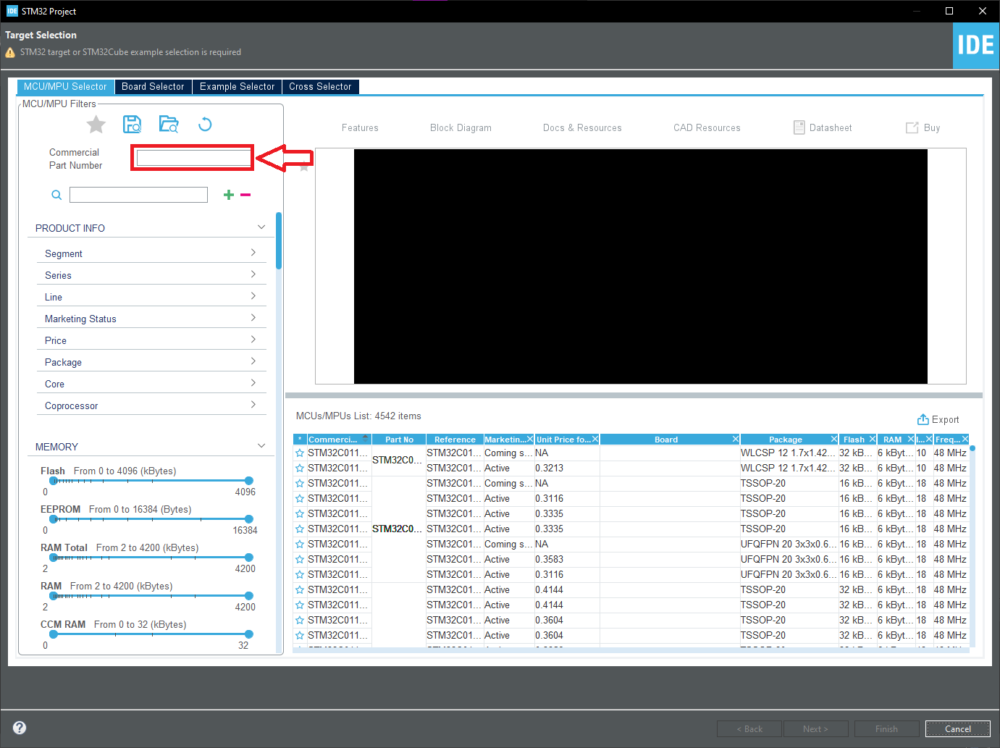 IDE STM32 Project
Target Selection
STM32 target or STM32Cube example selection is required
IDE
MCU/MPU Selector Board Selector Example Selector Cross Selector
MCU/MPU Filters
Features Block Diagram Docs & Resources CAD Resources Datasheet Buy
Commercial
Part Number
PRODUCT INFO
Segment
Series
Line
Marketing Status
Price
Package
Core
Coprocessor
MEMORY
Flash From 0 to 4096 (kBytes)
0 4096
EEPROM From 0 to 16384 (Bytes)
0 16384
RAM Total From 2 to 4200 (kBytes)
2 4200
RAM From 2 to 4200 (kBytes)
2 4200
CCM RAM From 0 to 32 (kBytes)
0 32
MCUs/MPUs List: 4542 items
Export
* Commerci... Part No Reference Marketin... Unit Price fo... Board Package Flash RAM I... Freq...
STM32C011... STM32C0... STM32C01... Coming s... NA WLCSP 12 1.7x1.42... 32 kB... 6 kByt... 10 48 MHz
STM32C011... STM32C01... Active 0.3213 WLCSP 12 1.7x1.42... 32 kB... 6 kByt... 10 48 MHz
STM32C011... STM32C01... Coming s... NA TSSOP-20 16 kB... 6 kByt... 18 48 MHz
STM32C011... STM32C01... Active 0.3116 TSSOP-20 16 kB... 6 kByt... 18 48 MHz
STM32C011... STM32C01... Active 0.3335 TSSOP-20 16 kB... 6 kByt... 18 48 MHz
STM32C011... STM32C0... STM32C01... Active 0.3335 TSSOP-20 16 kB... 6 kByt... 18 48 MHz
STM32C011... STM32C01... Coming s... NA UFQFPN 20 3x3x0.6... 16 kB... 6 kByt... 18 48 MHz
STM32C011... STM32C01... Active 0.3583 UFQFPN 20 3x3x0.6... 16 kB... 6 kByt... 18 48 MHz
STM32C011... STM32C01... Active 0.3116 UFQFPN 20 3x3x0.6... 16 kB... 6 kByt... 18 48 MHz
STM32C011... STM32C01... Active 0.4144 TSSOP-20 32 kB... 6 kByt... 18 48 MHz
STM32C011... STM32C01... Active 0.4144 TSSOP-20 32 kB... 6 kByt... 18 48 MHz
STM32C011... STM32C01... Active 0.3604 TSSOP-20 32 kB... 6 kByt... 18 48 MHz
STM32C011... STM32C01... Active 0.3604 TSSOP-20 32 kB... 6 kByt... 18 48 MHz
? < Back Next > Finish Cancel